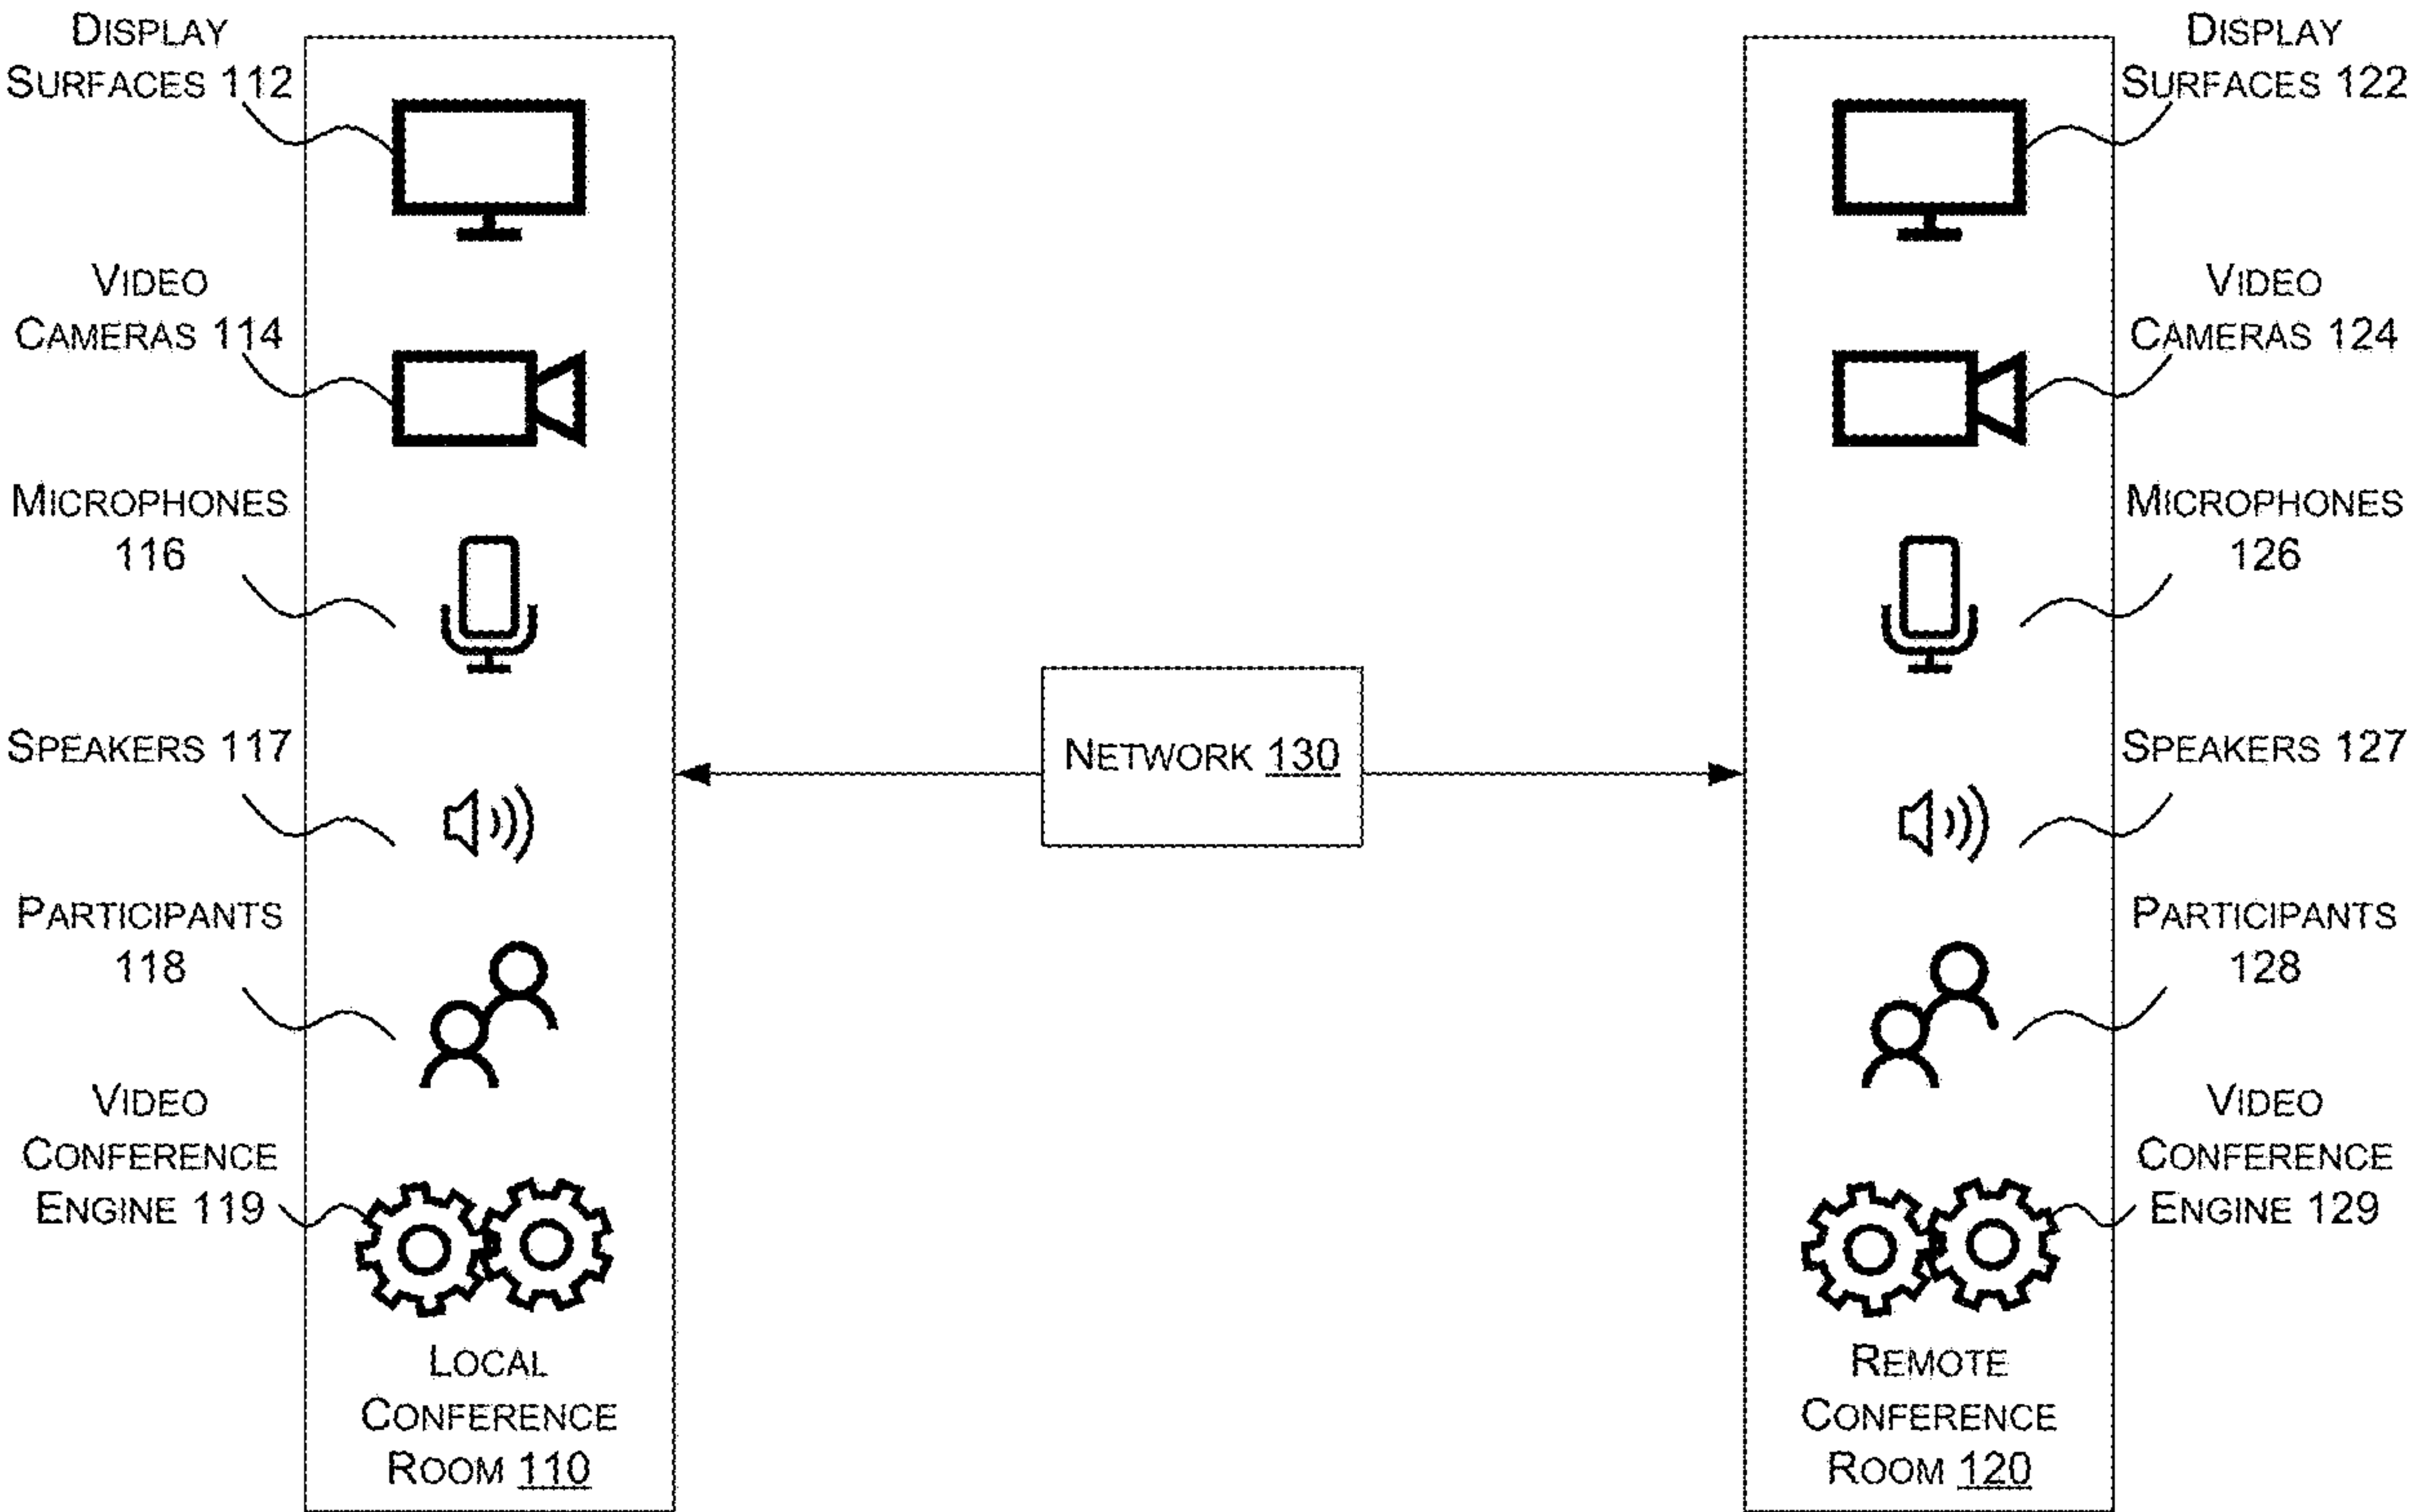 DISPLAY
SURFACES 112
VIDEO
CAMERAS 114
MICROPHONES
116
SPEAKERS 117
PARTICIPANTS
118
VIDEO
CONFERENCE
ENGINE 119
LOCAL
CONFERENCE
ROOM 110
NETWORK 130
DISPLAY
SURFACES 122
VIDEO
CAMERAS 124
MICROPHONES
126
SPEAKERS 127
PARTICIPANTS
128
VIDEO
CONFERENCE
ENGINE 129
REMOTE
CONFERENCE
ROOM 120